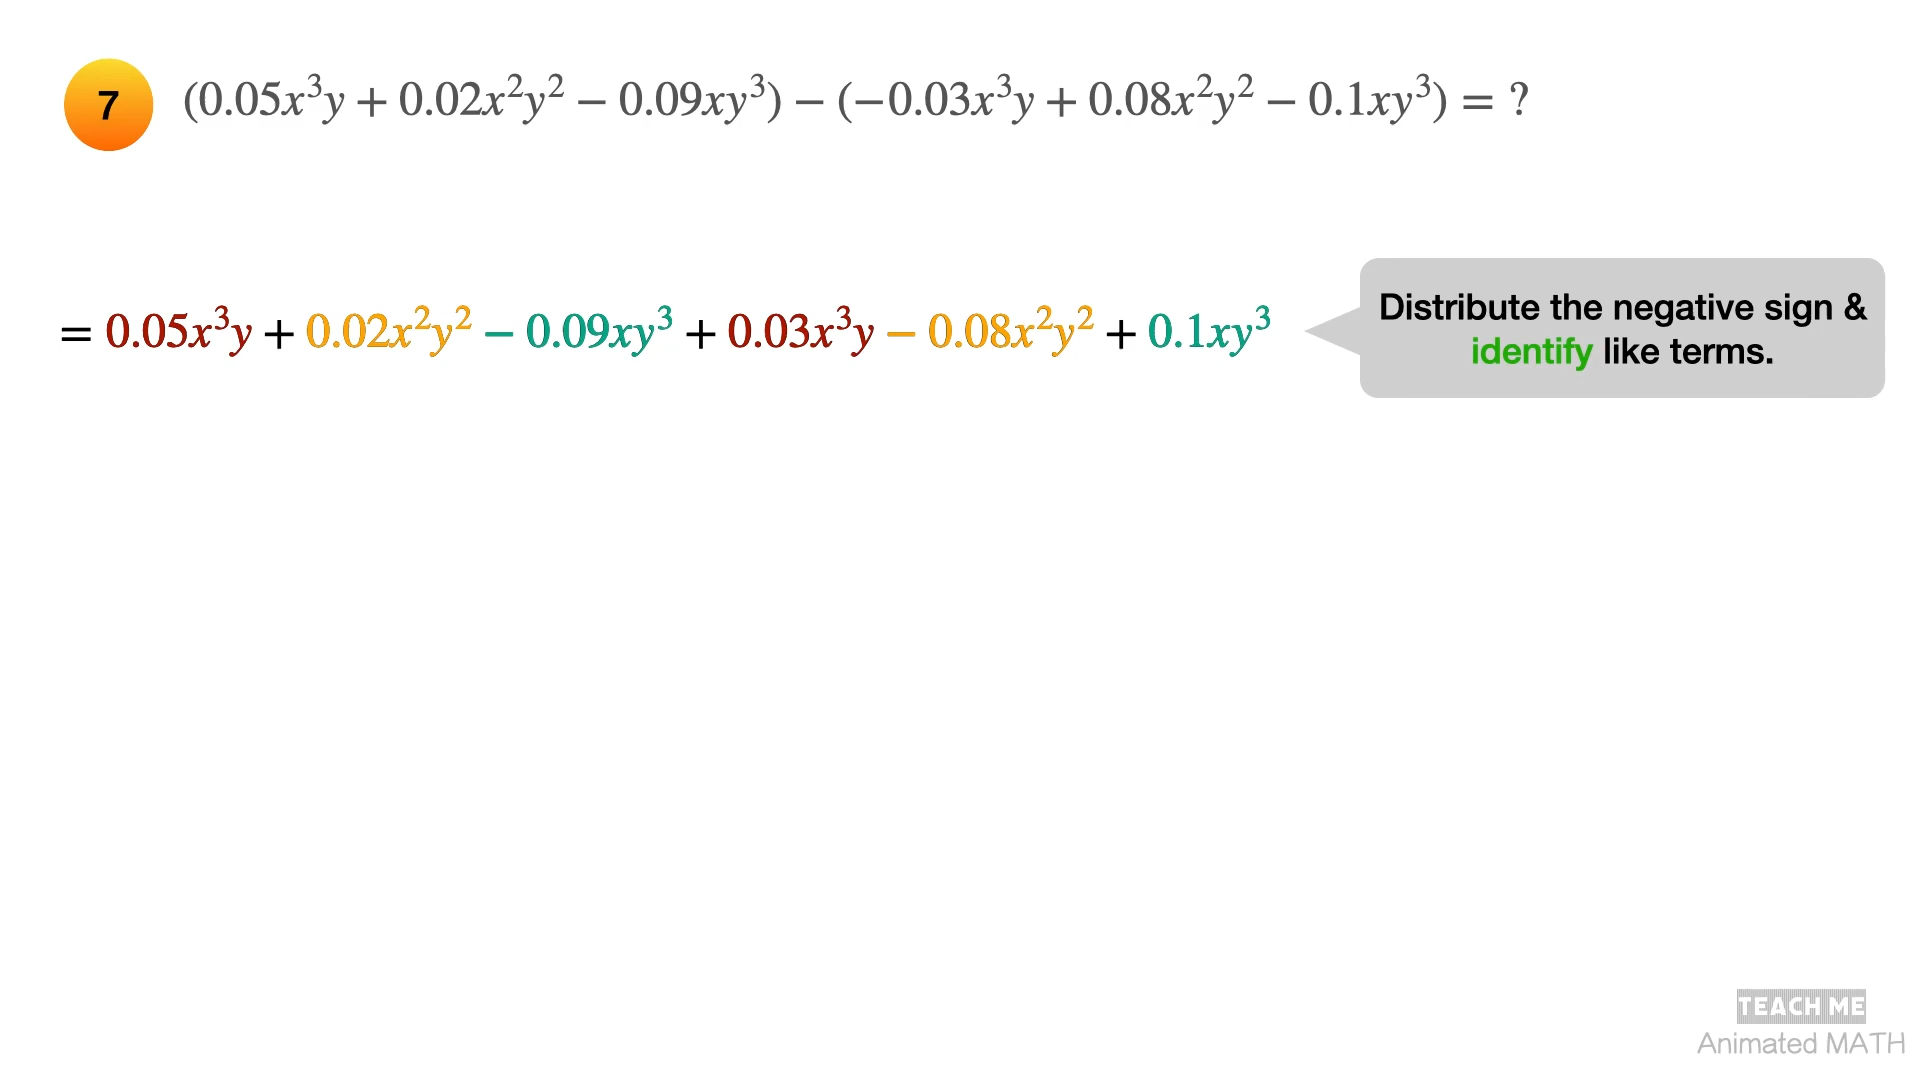 7
(0.05x³y + 0.02x²y² − 0.09xy³) − (−0.03x³y + 0.08x²y² − 0.1xy³) = ?
= 0.05x³y + 0.02x²y² − 0.09xy³ + 0.03x³y − 0.08x²y² + 0.1xy³
Distribute the negative sign &
identify like terms.
TEACH ME
Animated MATH